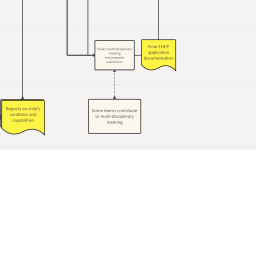 Child's multi-disciplinary
meeting
and prepares
submission
Final EHCP
application
documentation
Reports on child's
condition and
capabilities
Some teams contribute
to multi-disciplinary
meeting